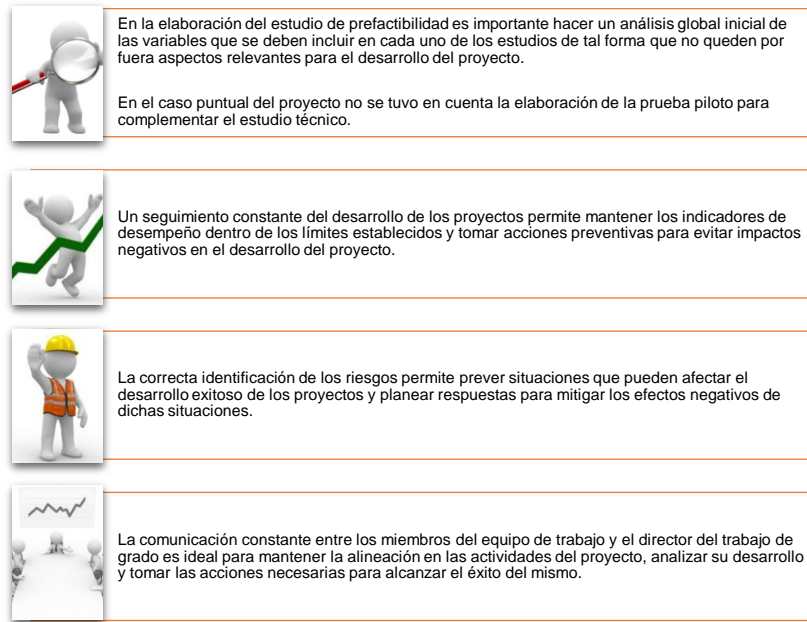 En la elaboración del estudio de prefactibilidad es importante hacer un análisis global inicial de
las variables que se deben incluir en cada uno de los estudios de tal forma que no queden por
fuera aspectos relevantes para el desarrollo del proyecto.
En el caso puntual del proyecto no se tuvo en cuenta la elaboración de la prueba piloto para
complementar el estudio técnico.
Un seguimiento constante del desarrollo de los proyectos permite mantener los indicadores de
desempeño dentro de los límites establecidos y tomar acciones preventivas para evitar impactos
negativos en el desarrollo del proyecto.
La correcta identificación de los riesgos permite prever situaciones que pueden afectar el
desarrollo exitoso de los proyectos y planear respuestas para mitigar los efectos negativos de
dichas situaciones.
La comunicación constante entre los miembros del equipo de trabajo y el director del trabajo de
grado es ideal para mantener la alineación en las actividades del proyecto, analizar su desarrollo
y tomar las acciones necesarias para alcanzar el éxito del mismo.